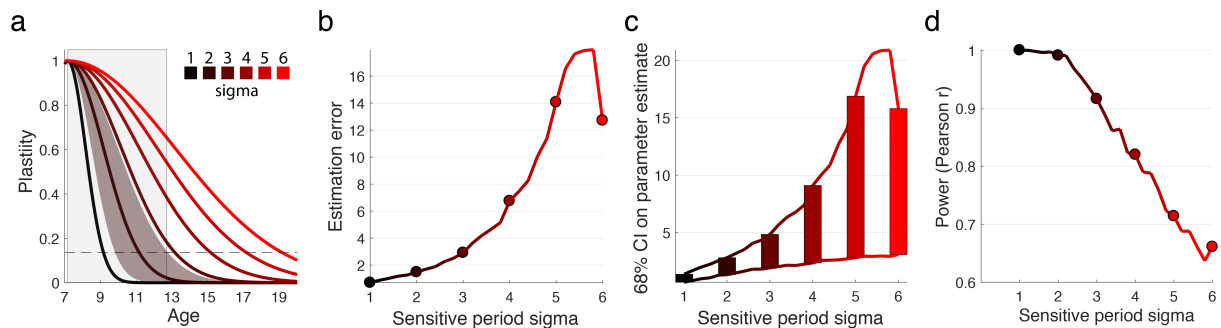 a
1 2 3 4 5 6
sigma
1
0.8
0.6
0.4
0.2
0
7 9 11 13 15 17 19
Plastiity
Age
b
16
14
12
10
8
6
4
2
1 2 3 4 5 6
Estimation error
Sensitive period sigma
c
20
15
10
5
1 2 3 4 5 6
68% CI on parameter estimate
Sensitive period sigma
d
1
0.9
0.8
0.7
0.6
1 2 3 4 5 6
Power (Pearson r)
Sensitive period sigma